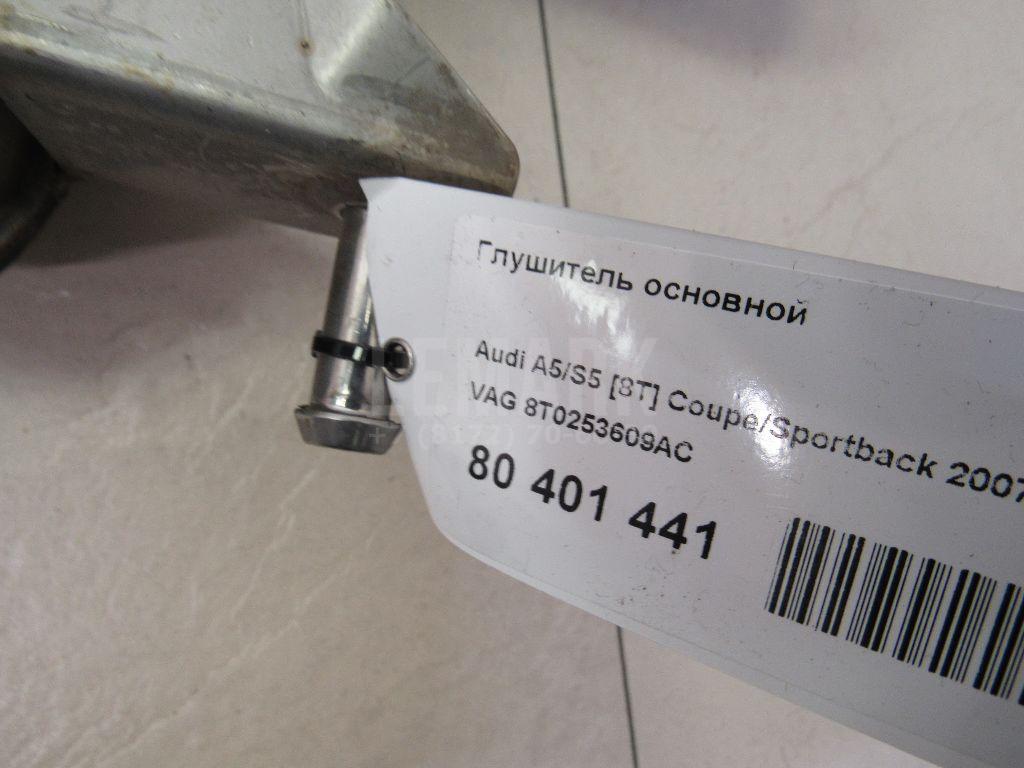 Глушитель основной
Audi A5/S5 [8T] Coupe/Sportback 2007
VAG 8T0253609AC
80 401 441